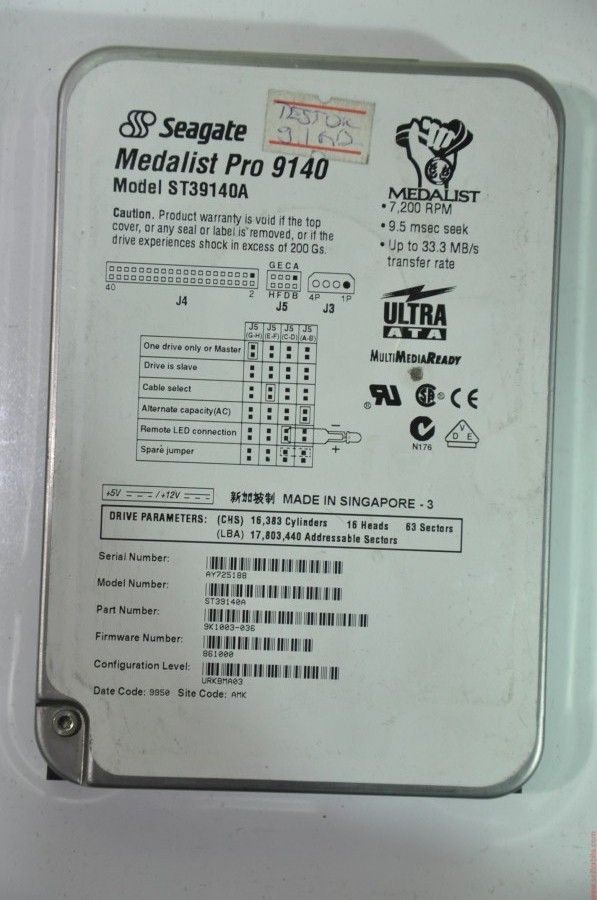 Seagate
TESTOK
9.1GB
Medalist Pro 9140
Model ST39140A
Caution. Product warranty is void if the top
cover, or any seal or label is removed, or if the
drive experiences shock in excess of 200 Gs.
MEDALIST
• 7,200 RPM
• 9.5 msec seek
• Up to 33.3 MB/s
transfer rate
G E C A
40 2 H F D B 4P 1P
J4 J5 J3
ULTRA
ATA
MULTIMEDIAREADY
J5 J5 J5 J5
(G-H) (E-F) (C-D) (A-B)
One drive only or Master
Drive is slave
Cable select
Alternate capacity(AC)
Remote LED connection
Spare jumper
− +
® ®
CE
N176
V
D E
+5V /+12V
新加坡制 MADE IN SINGAPORE - 3
DRIVE PARAMETERS: (CHS) 16,383 Cylinders 16 Heads 63 Sectors
(LBA) 17,803,440 Addressable Sectors
Serial Number:
AY725188
Model Number:
ST39140A
Part Number:
9K1003-036
Firmware Number:
861000
Configuration Level:
URKBMA03
Date Code: 9950 Site Code: AMK